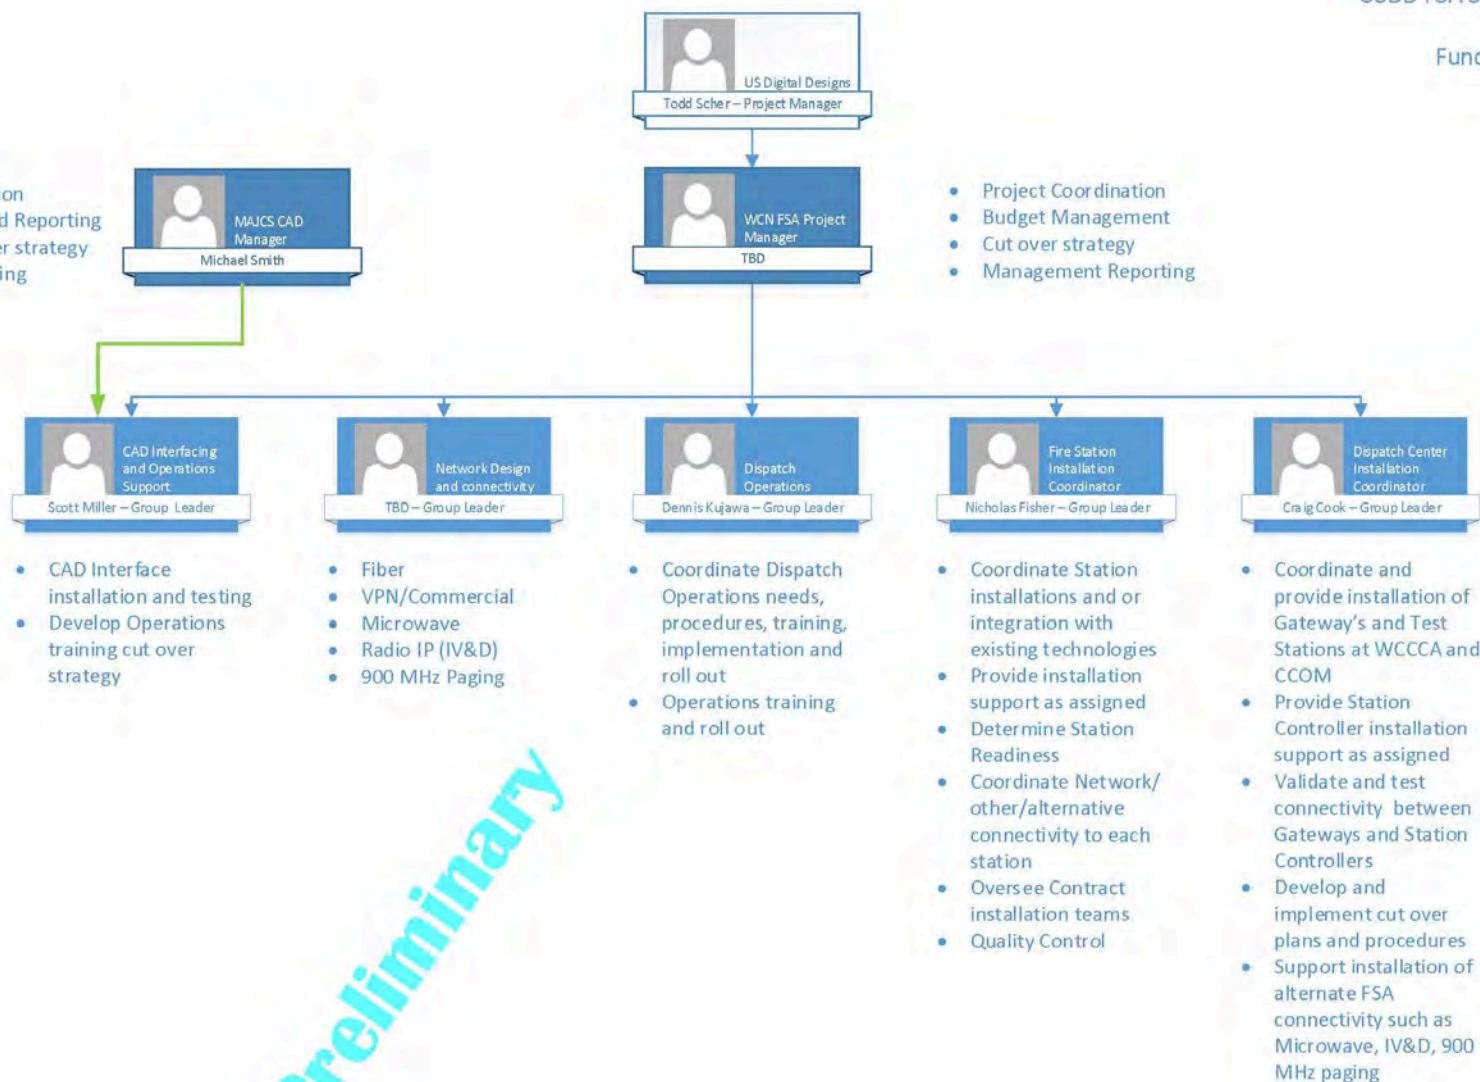 Func
US Digital Designs
Todd Scher – Project Manager
MAJCS CAD
Manager
Michael Smith
WCN FSA Project
Manager
TBD
on
d Reporting
er strategy
ing
• Project Coordination
• Budget Management
• Cut over strategy
• Management Reporting
CAD Interfacing
and Operations
Support
Scott Miller – Group Leader
Network Design
and connectivity
TBD – Group Leader
Dispatch
Operations
Dennis Kujawa – Group Leader
Fire Station
Installation
Coordinator
Nicholas Fisher – Group Leader
Dispatch Center
Installation
Coordinator
Craig Cook – Group Leader
• CAD Interface
installation and testing
• Develop Operations
training cut over
strategy
• Fiber
• VPN/Commercial
• Microwave
• Radio IP (IV&D)
• 900 MHz Paging
• Coordinate Dispatch
Operations needs,
procedures, training,
implementation and
roll out
• Operations training
and roll out
• Coordinate Station
installations and or
integration with
existing technologies
• Provide installation
support as assigned
• Determine Station
Readiness
• Coordinate Network/
other/alternative
connectivity to each
station
• Oversee Contract
installation teams
• Quality Control
• Coordinate and
provide installation of
Gateway's and Test
Stations at WCCCA and
CCOM
• Provide Station
Controller installation
support as assigned
• Validate and test
connectivity between
Gateways and Station
Controllers
• Develop and
implement cut over
plans and procedures
• Support installation of
alternate FSA
connectivity such as
Microwave, IV&D, 900
MHz paging
Preliminary